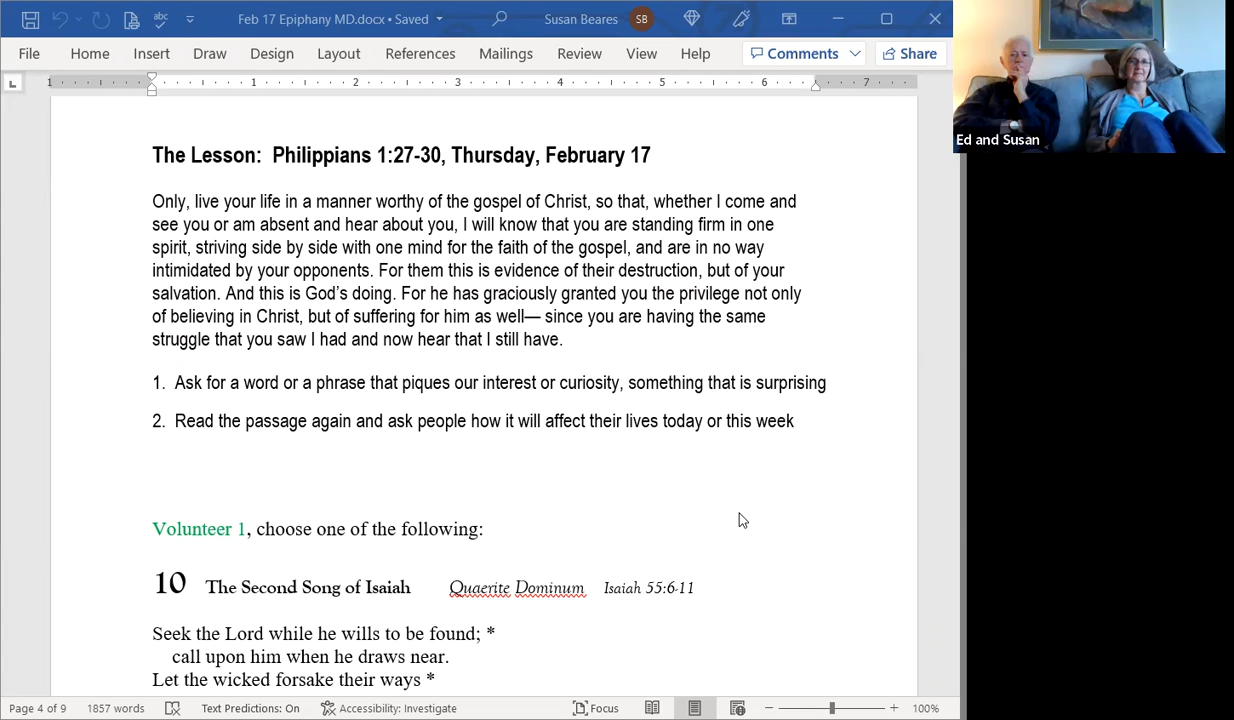 Feb 17 Epiphany MD.docx • Saved
Susan Beares
SB
File Home Insert Draw Design Layout References Mailings Review View Help Comments Share
1 1 2 3 4 5 6 7
Ed and Susan
The Lesson: Philippians 1:27-30, Thursday, February 17
Only, live your life in a manner worthy of the gospel of Christ, so that, whether I come and
see you or am absent and hear about you, I will know that you are standing firm in one
spirit, striving side by side with one mind for the faith of the gospel, and are in no way
intimidated by your opponents. For them this is evidence of their destruction, but of your
salvation. And this is God’s doing. For he has graciously granted you the privilege not only
of believing in Christ, but of suffering for him as well— since you are having the same
struggle that you saw I had and now hear that I still have.
1. Ask for a word or a phrase that piques our interest or curiosity, something that is surprising
2. Read the passage again and ask people how it will affect their lives today or this week
Volunteer 1, choose one of the following:
10 The Second Song of Isaiah Quaerite Dominum Isaiah 55:6-11
Seek the Lord while he wills to be found; *
call upon him when he draws near.
Let the wicked forsake their ways *
Page 4 of 9 1857 words Text Predictions: On Accessibility: Investigate Focus 100%